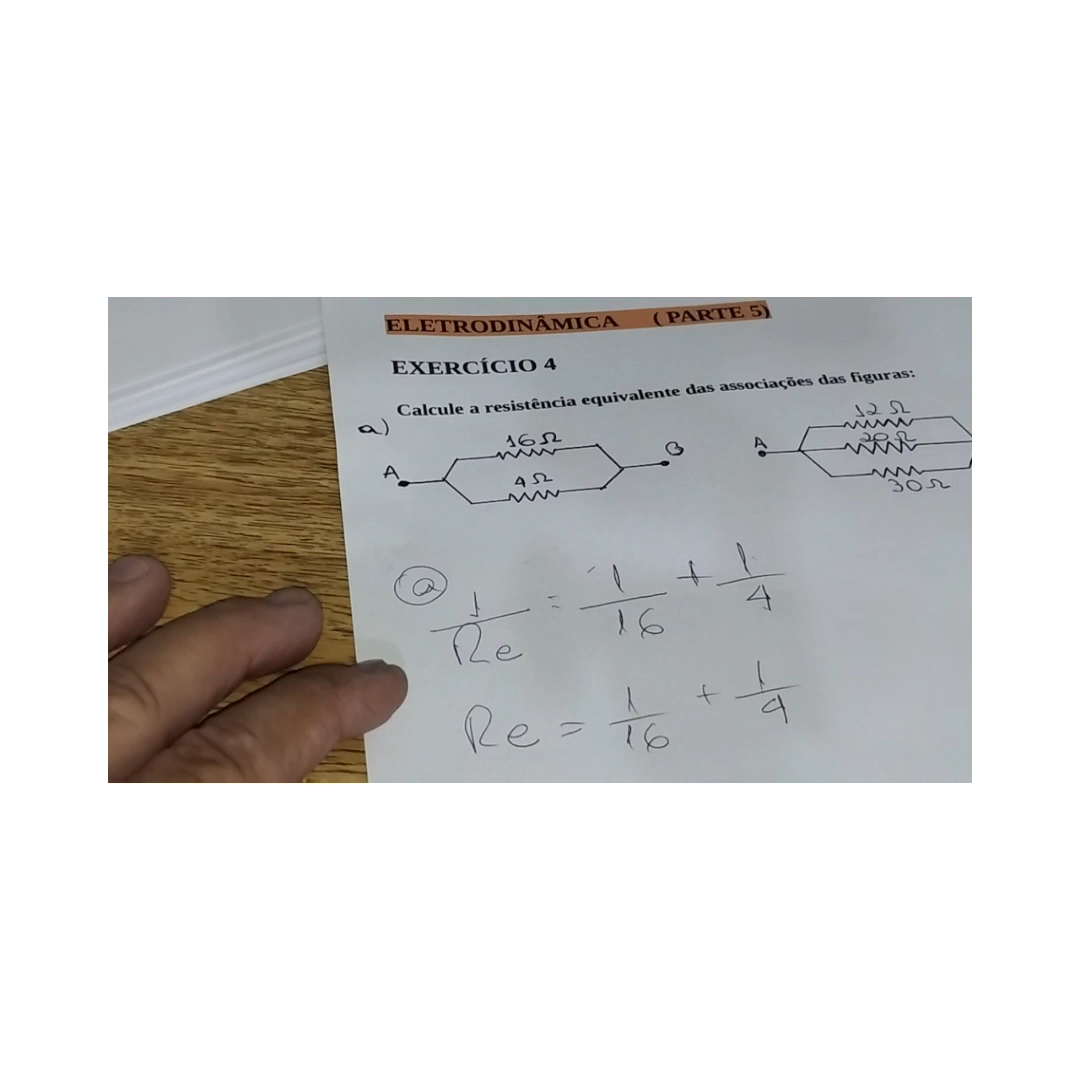 ELETRODINÂMICA ( PARTE 5)
EXERCÍCIO 4
Calcule a resistência equivalente das associações das figuras:
a)
16Ω
A B
4Ω
12Ω
A 20Ω
30Ω
a 1/Re = 1/16 + 1/4
Re = 1/16 + 1/4